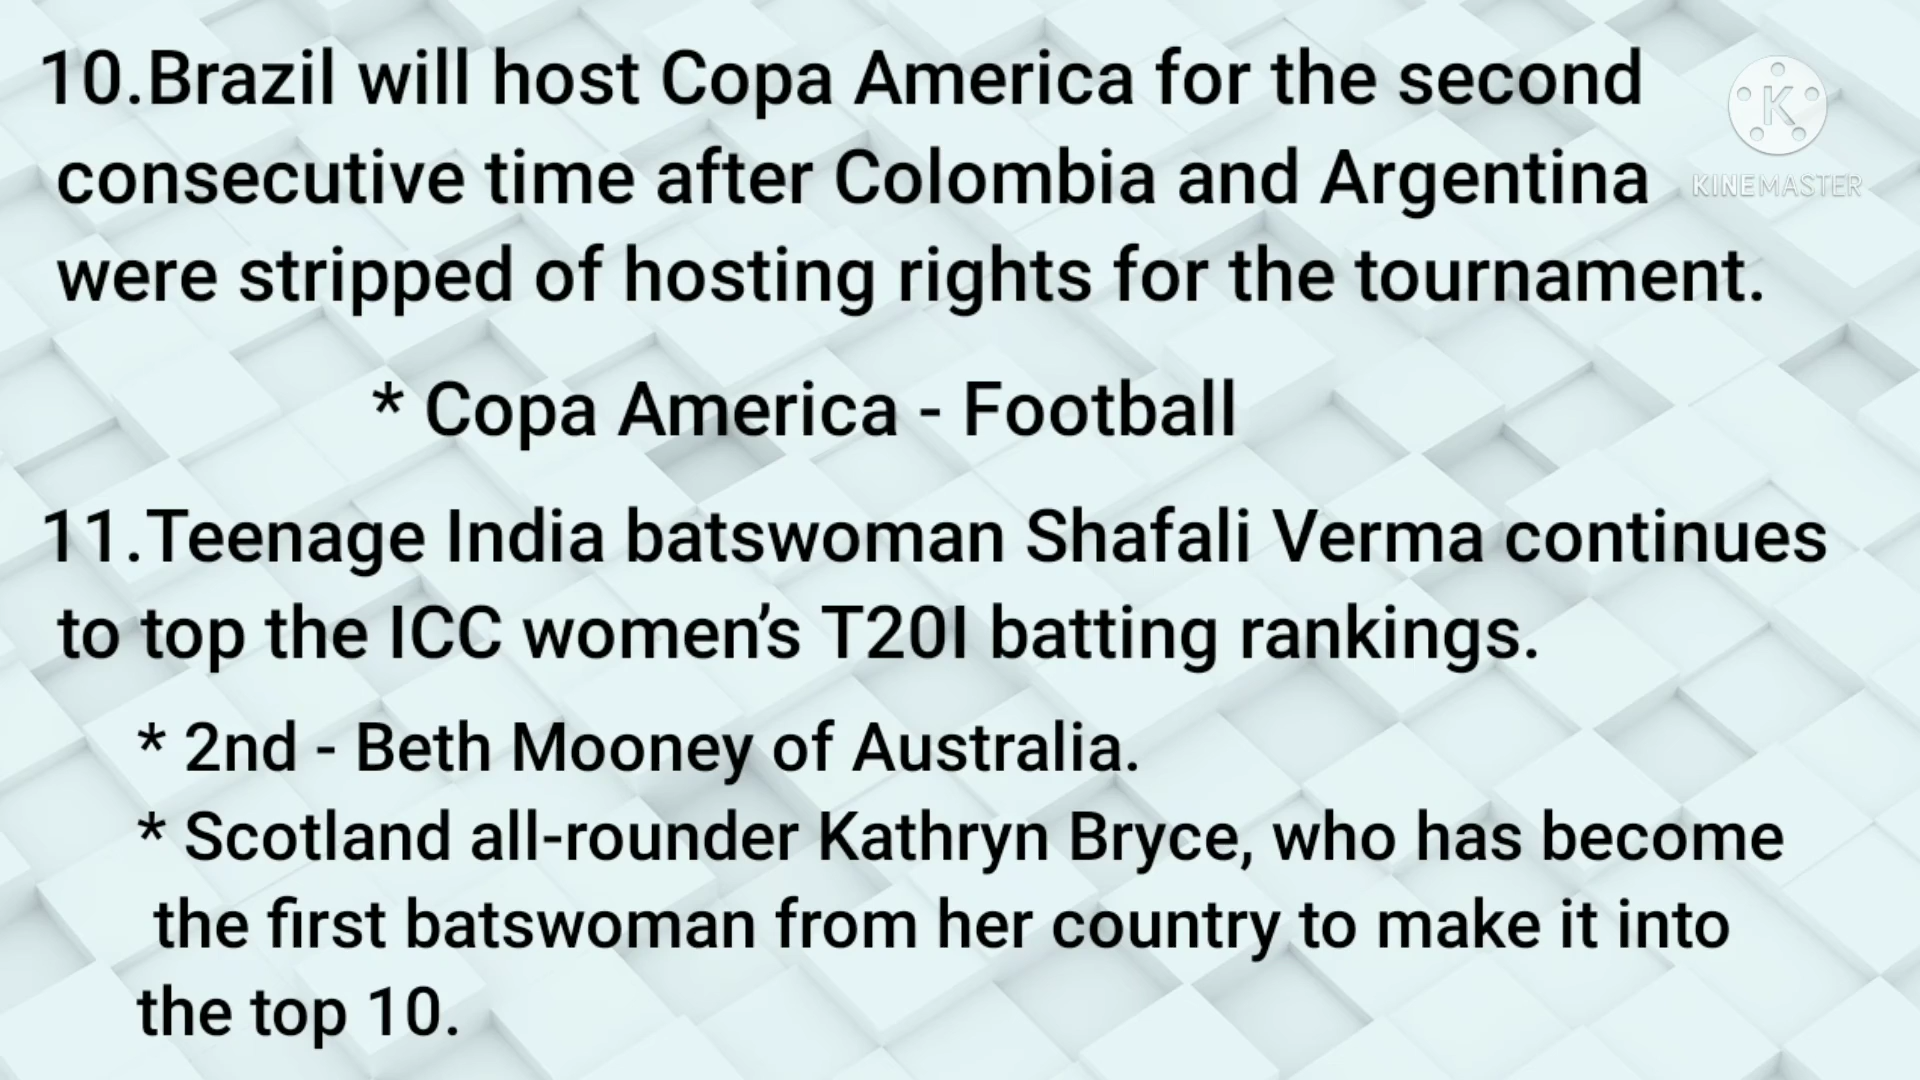 10.Brazil will host Copa America for the second
consecutive time after Colombia and Argentina
were stripped of hosting rights for the tournament.
* Copa America - Football
11.Teenage India batswoman Shafali Verma continues
to top the ICC women’s T20I batting rankings.
* 2nd - Beth Mooney of Australia.
* Scotland all-rounder Kathryn Bryce, who has become
the first batswoman from her country to make it into
the top 10.
K
KINEMASTER